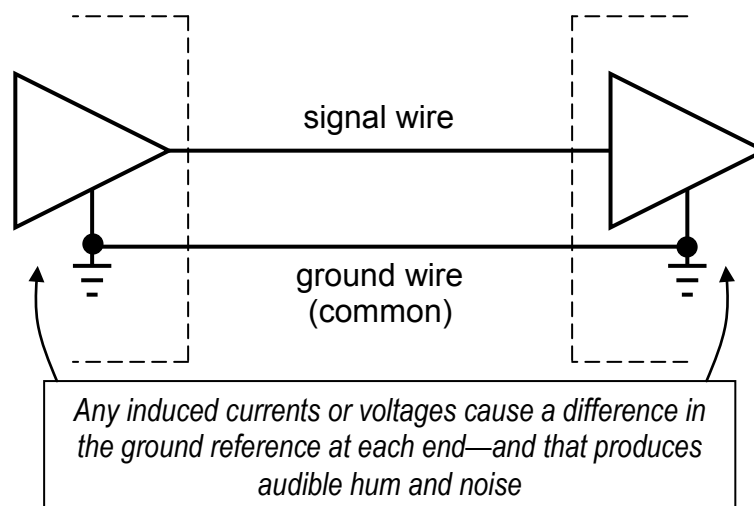 signal wire
ground wire
(common)
Any induced currents or voltages cause a difference in
the ground reference at each end—and that produces
audible hum and noise